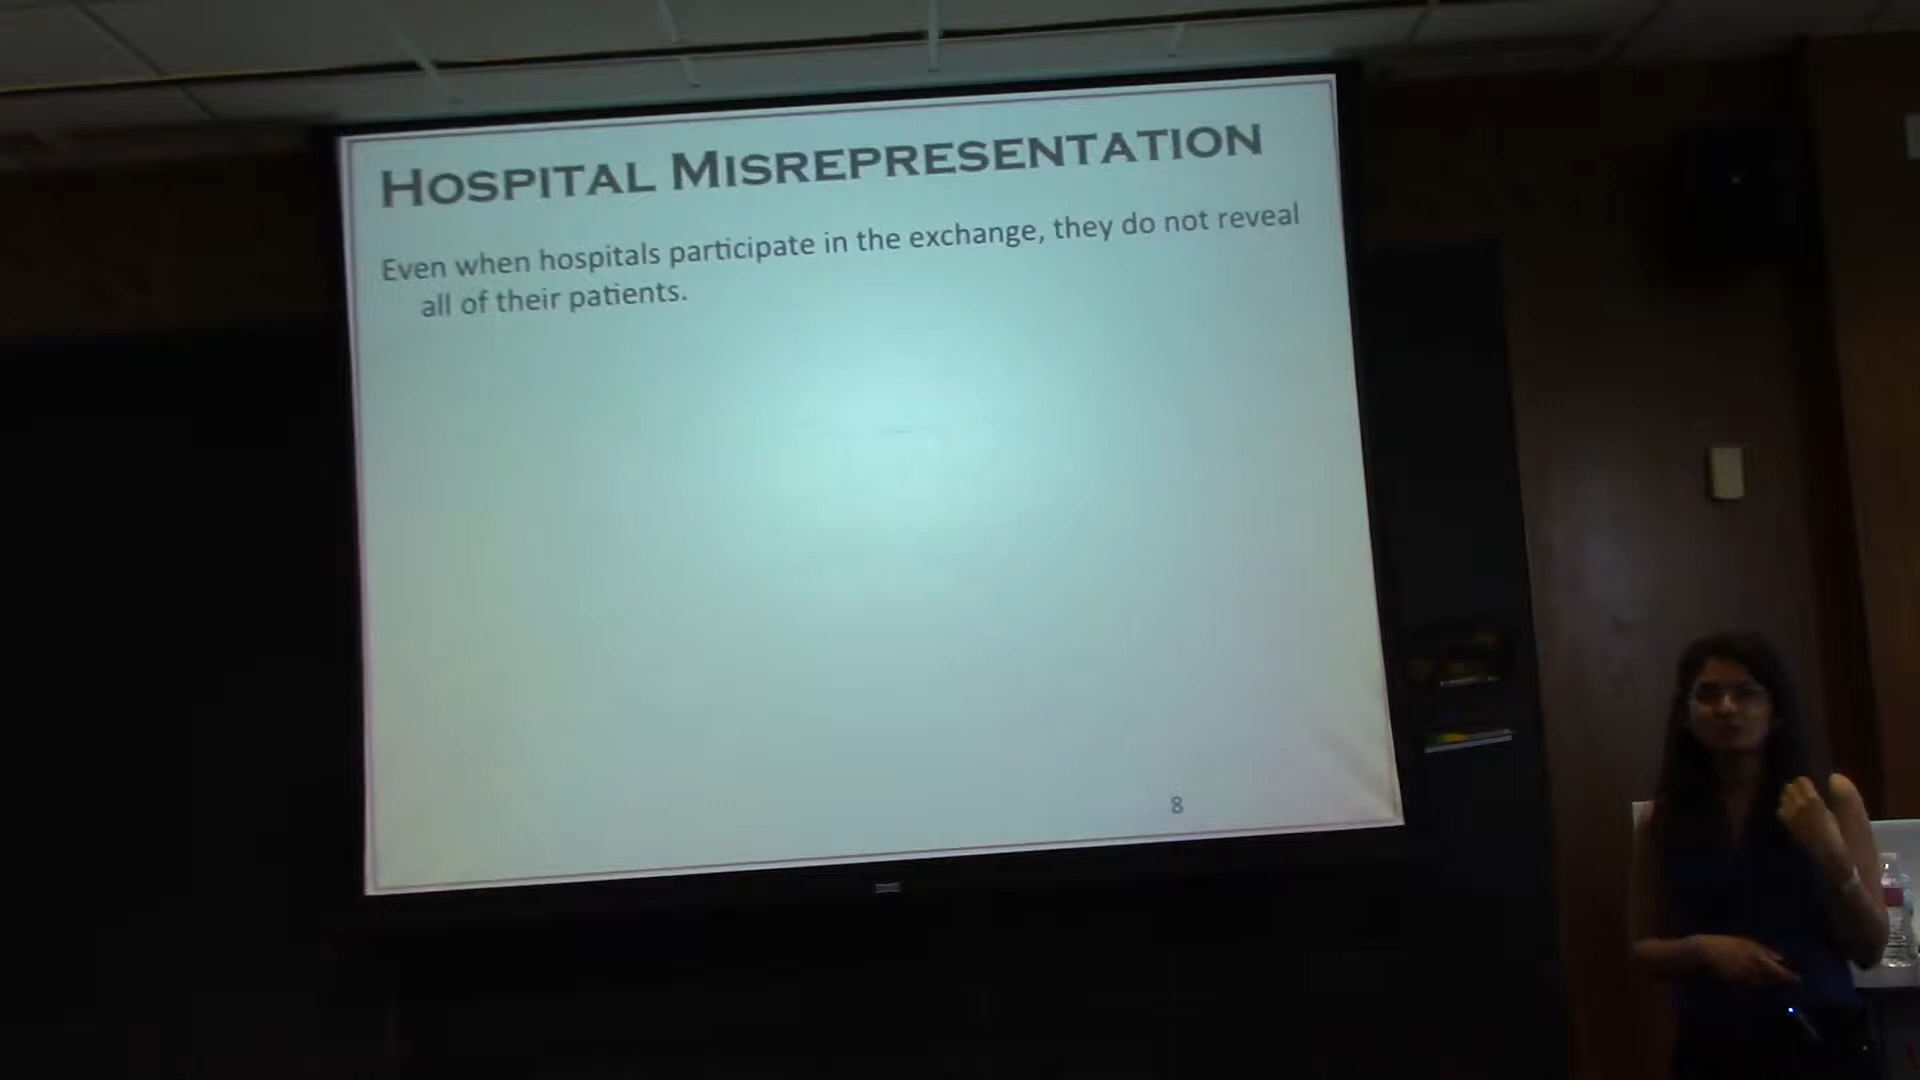 HOSPITAL MISREPRESENTATION
Even when hospitals participate in the exchange, they do not reveal
all of their patients.
8